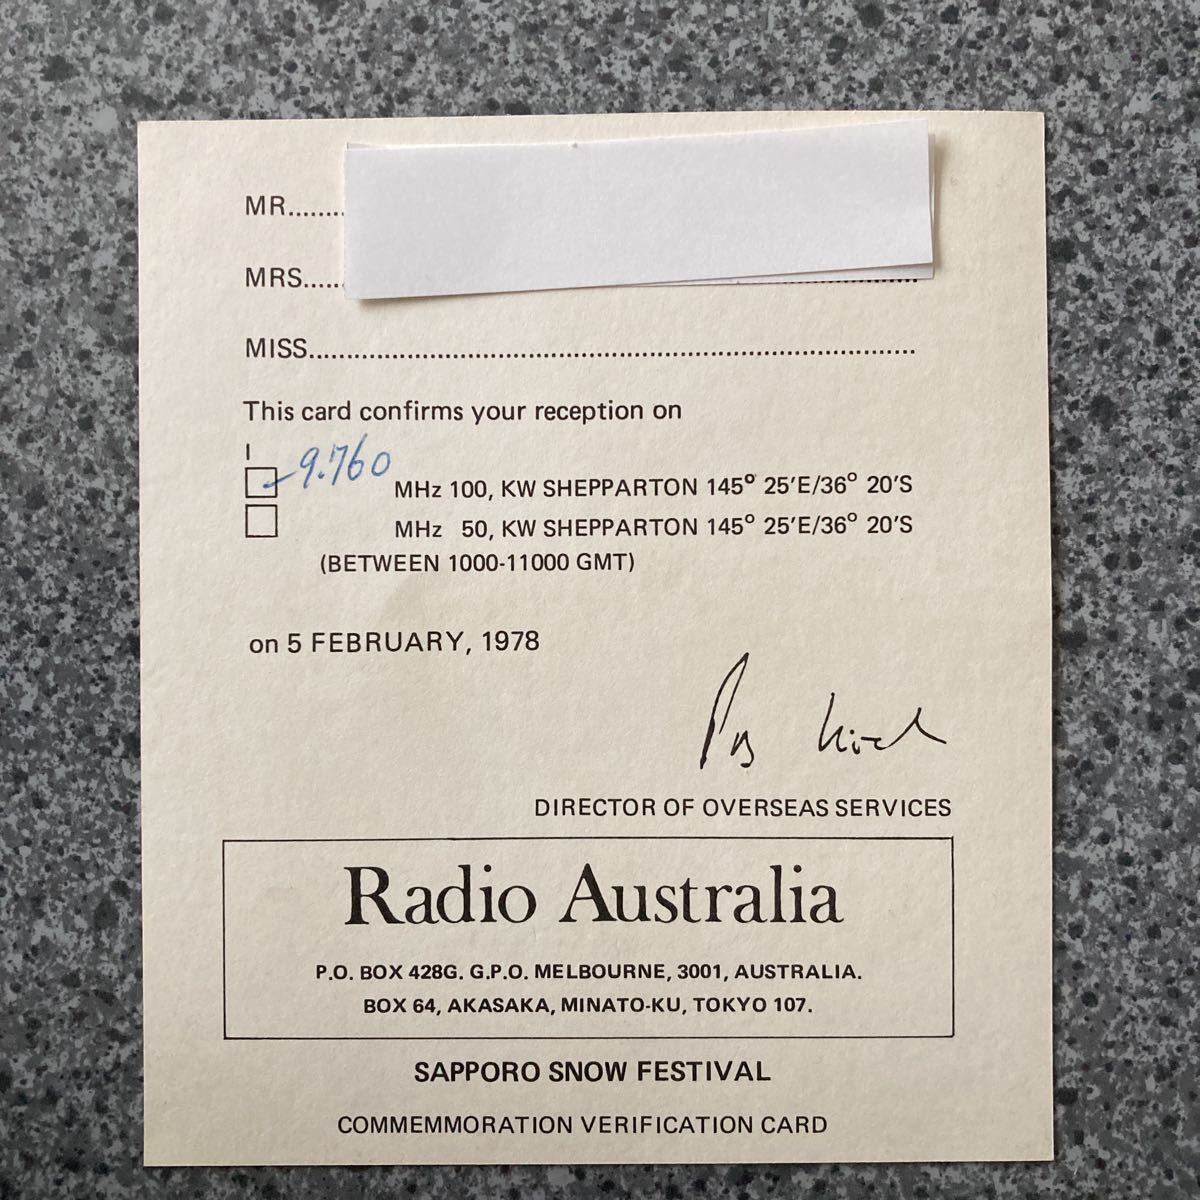 MR.......
MRS.....
MISS................................................................................
This card confirms your reception on
9.760
MHz 100, KW SHEPPARTON 145° 25'E/36° 20'S
MHz 50, KW SHEPPARTON 145° 25'E/36° 20'S
(BETWEEN 1000-11000 GMT)
on 5 FEBRUARY, 1978
DIRECTOR OF OVERSEAS SERVICES
Radio Australia
P.O. BOX 428G. G.P.O. MELBOURNE, 3001, AUSTRALIA.
BOX 64, AKASAKA, MINATO-KU, TOKYO 107.
SAPPORO SNOW FESTIVAL
COMMEMMORATION VERIFICATION CARD